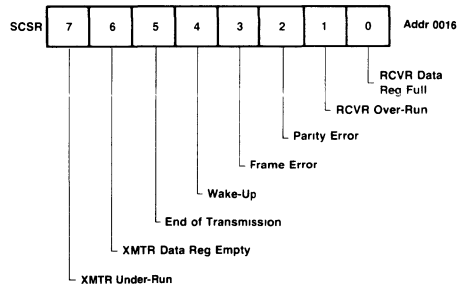 SCSR 7 6 5 4 3 2 1 0 Addr 0016
RCVR Data
Reg Full
RCVR Over-Run
Parity Error
Frame Error
Wake-Up
End of Transmission
XMTR Data Reg Empty
XMTR Under-Run